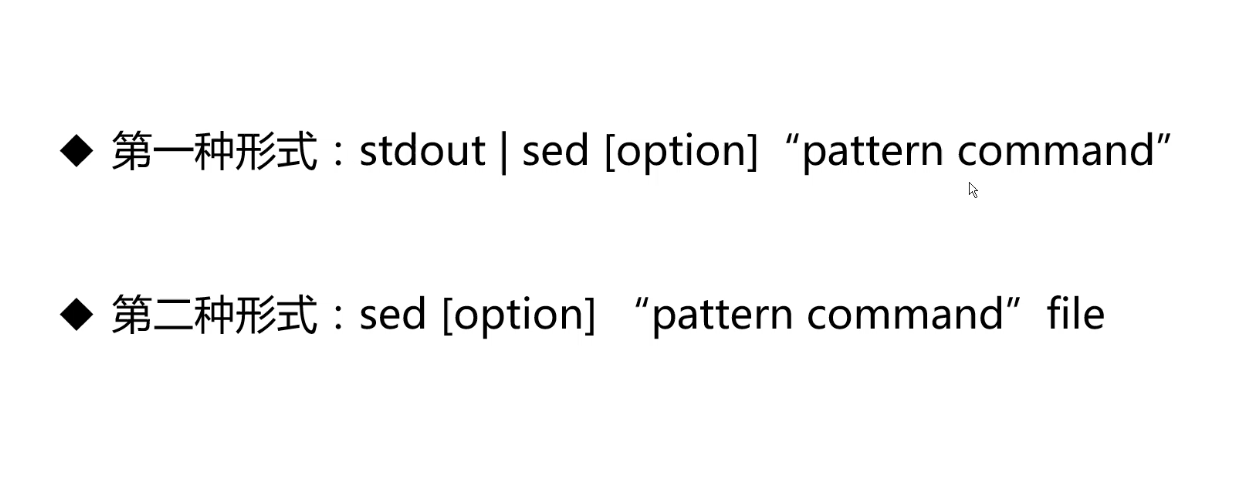 ◆ 第一种形式：stdout | sed [option] “pattern command”
◆ 第二种形式：sed [option] “pattern command” file